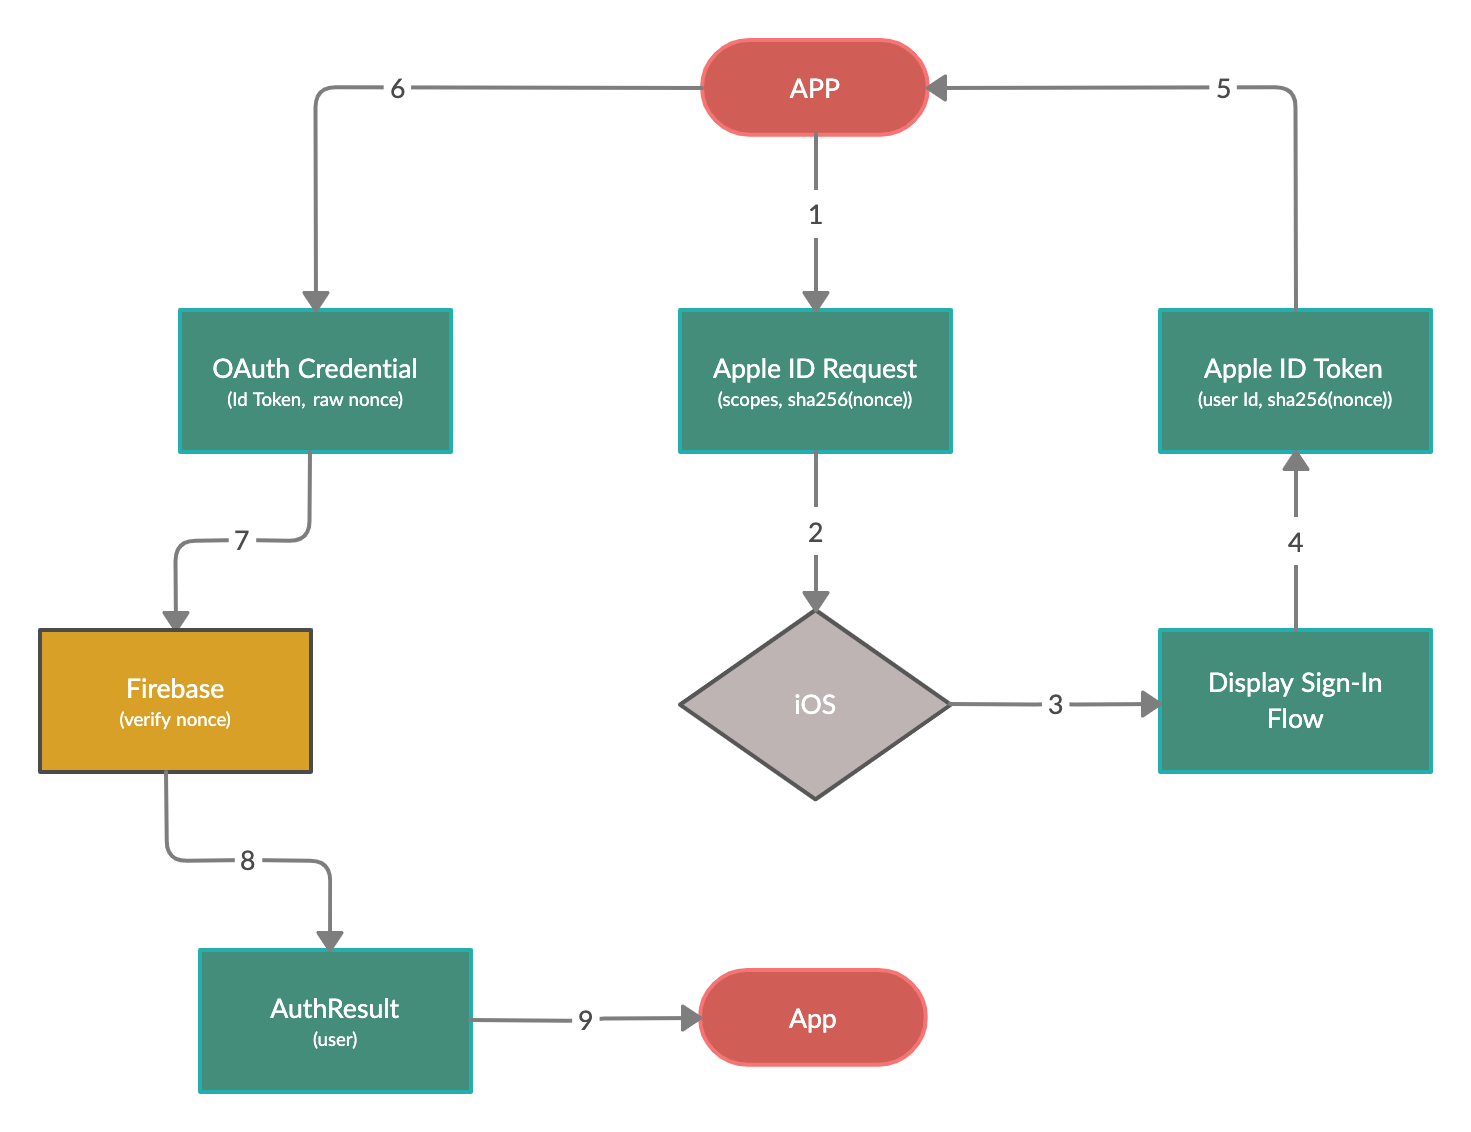 APP
6
5
1
OAuth Credential
(Id Token, raw nonce)
Apple ID Request
(scopes, sha256(nonce))
Apple ID Token
(user Id, sha256(nonce))
7
2
4
Firebase
(verify nonce)
iOS
3
Display Sign-In
Flow
8
AuthResult
(user)
9
App